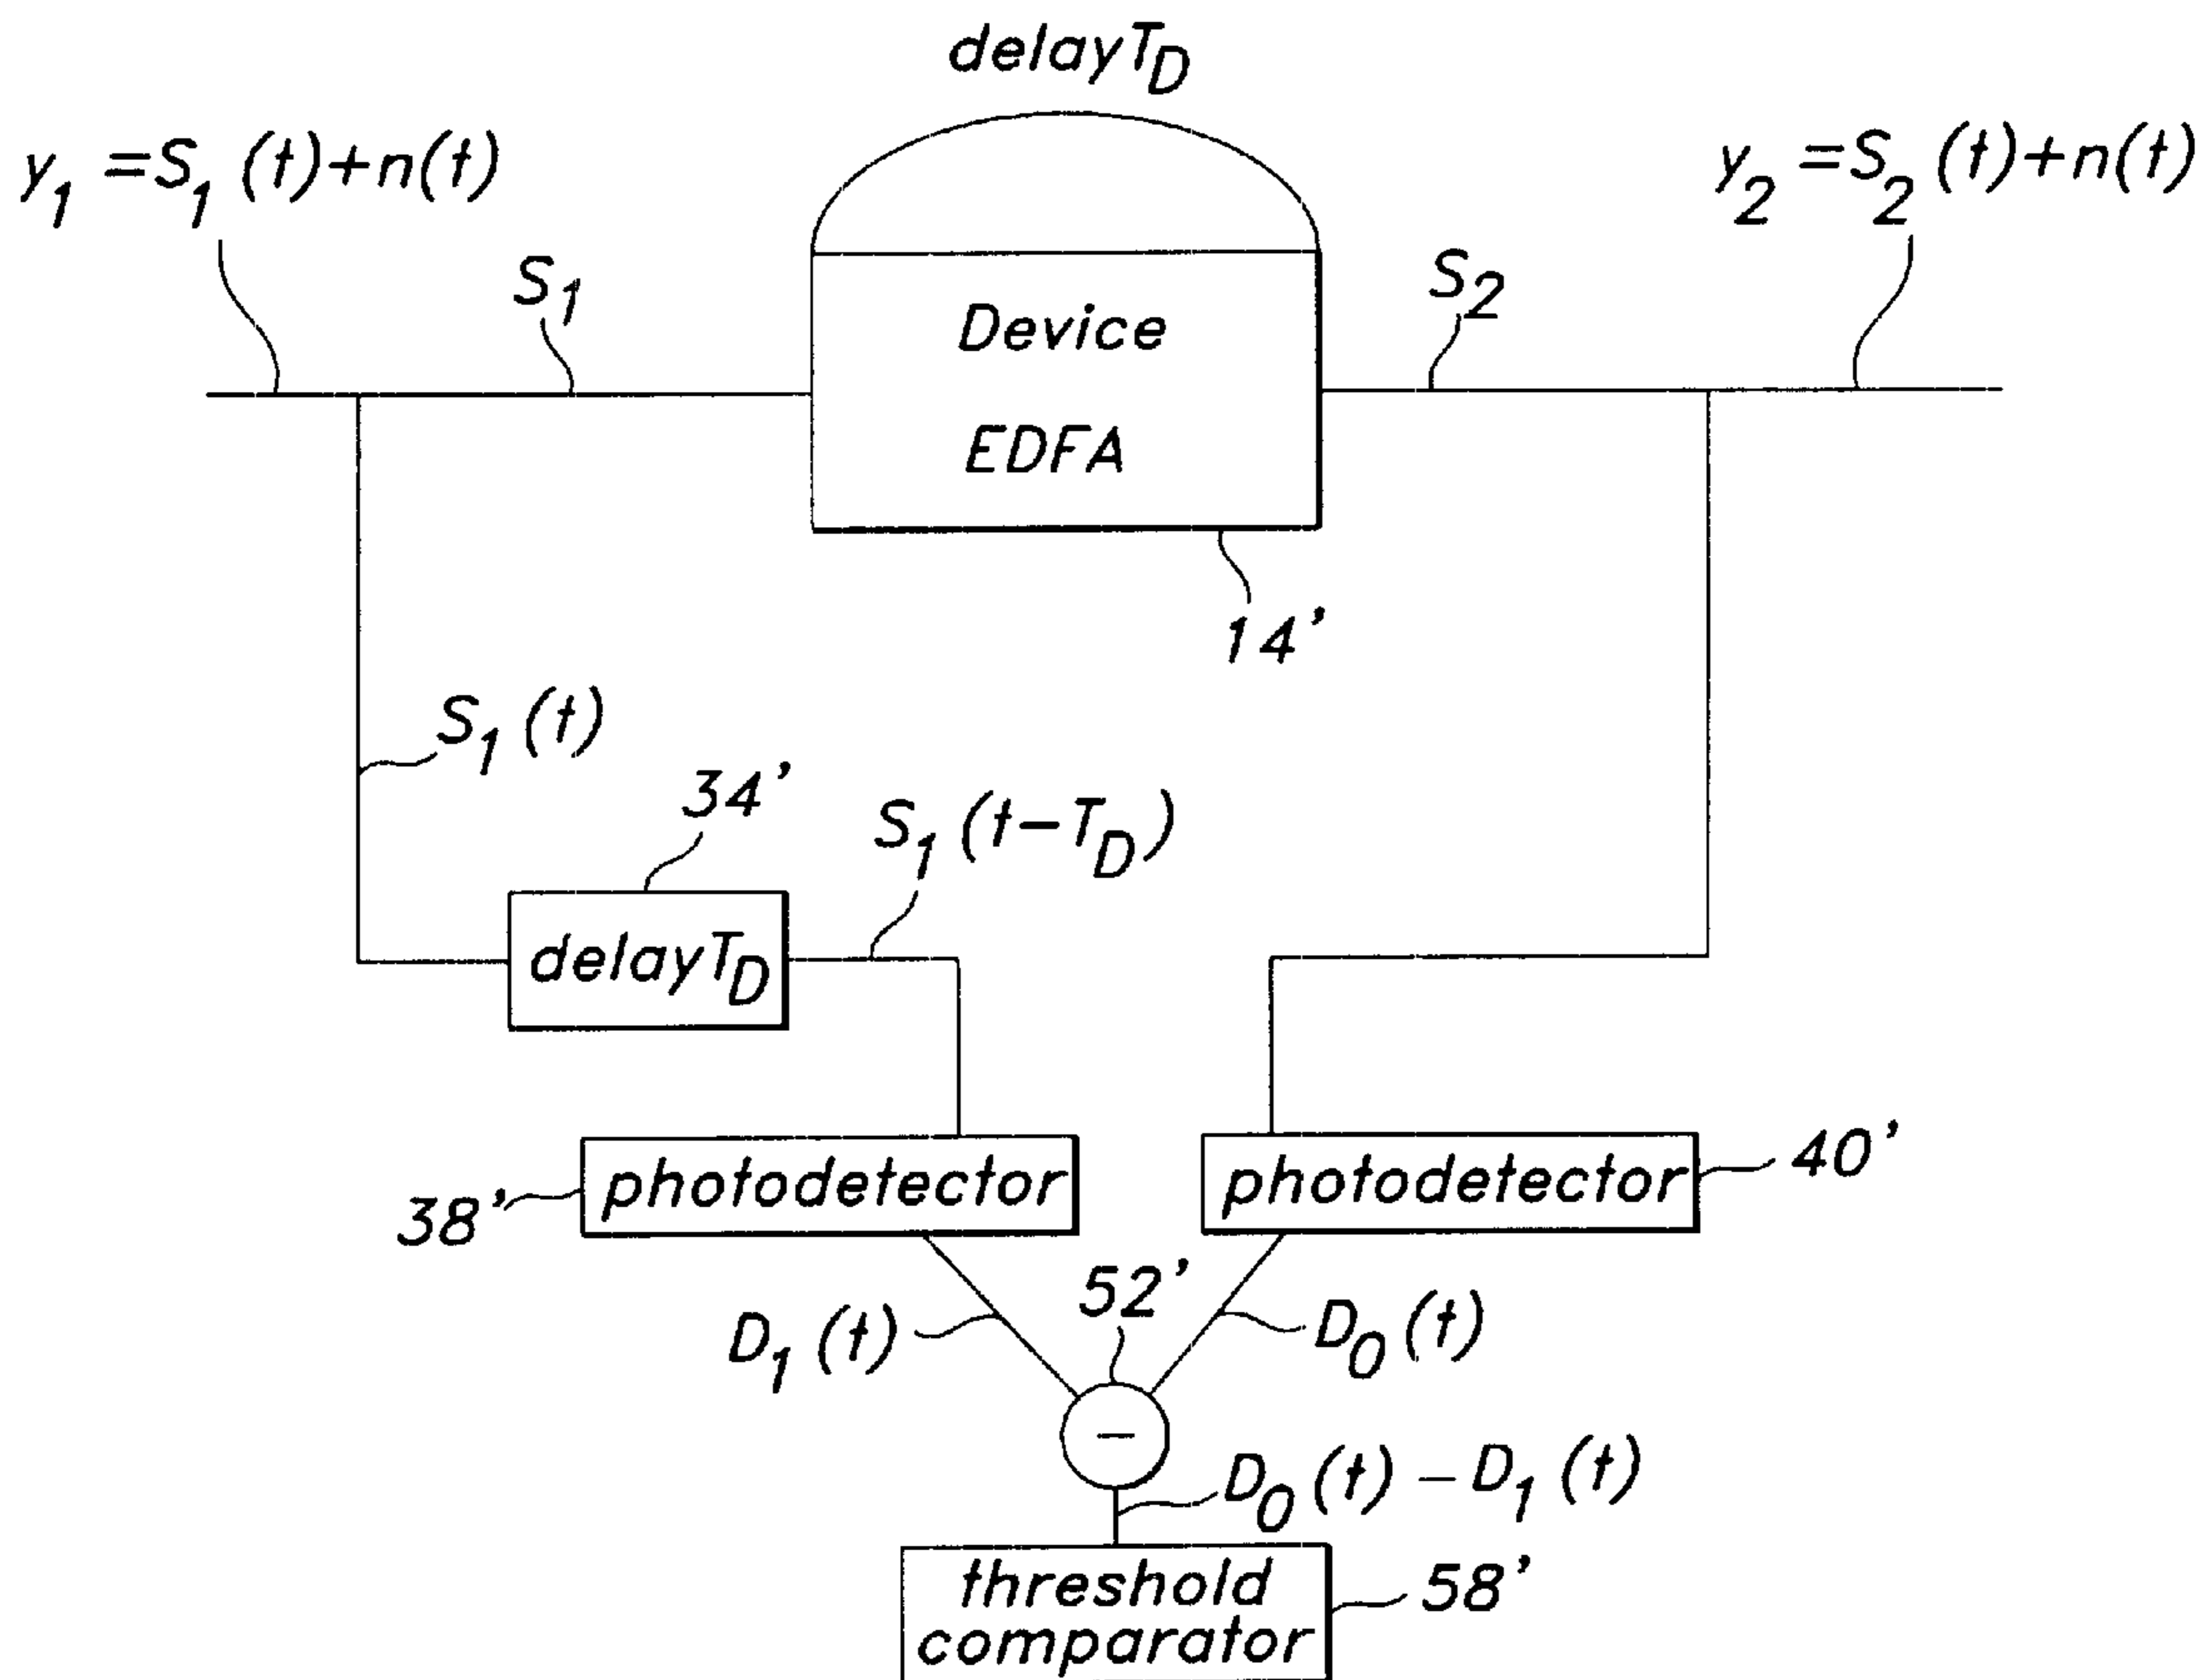 delayT_D
y_1 =S_1 (t)+n(t)
y_2 =S_2 (t)+n(t)
S_1
S_2
Device
EDFA
14'
S_1 (t)
34'
S_1 (t-T_D)
delayT_D
photodetector
photodetector
40'
38'
52'
D_1 (t)
D_0 (t)
-
D_0 (t) - D_1 (t)
threshold
comparator
58'